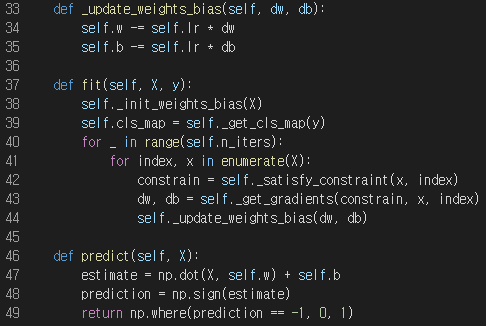 33    def _update_weights_bias(self, dw, db):
34        self.w -= self.lr * dw
35        self.b -= self.lr * db
36
37    def fit(self, X, y):
38        self._init_weights_bias(X)
39        self.cls_map = self._get_cls_map(y)
40        for _ in range(self.n_iters):
41            for index, x in enumerate(X):
42                constrain = self._satisfy_constraint(x, index)
43                dw, db = self._get_gradients(constrain, x, index)
44                self._update_weights_bias(dw, db)
45
46    def predict(self, X):
47        estimate = np.dot(X, self.w) + self.b
48        prediction = np.sign(estimate)
49        return np.where(prediction == -1, 0, 1)